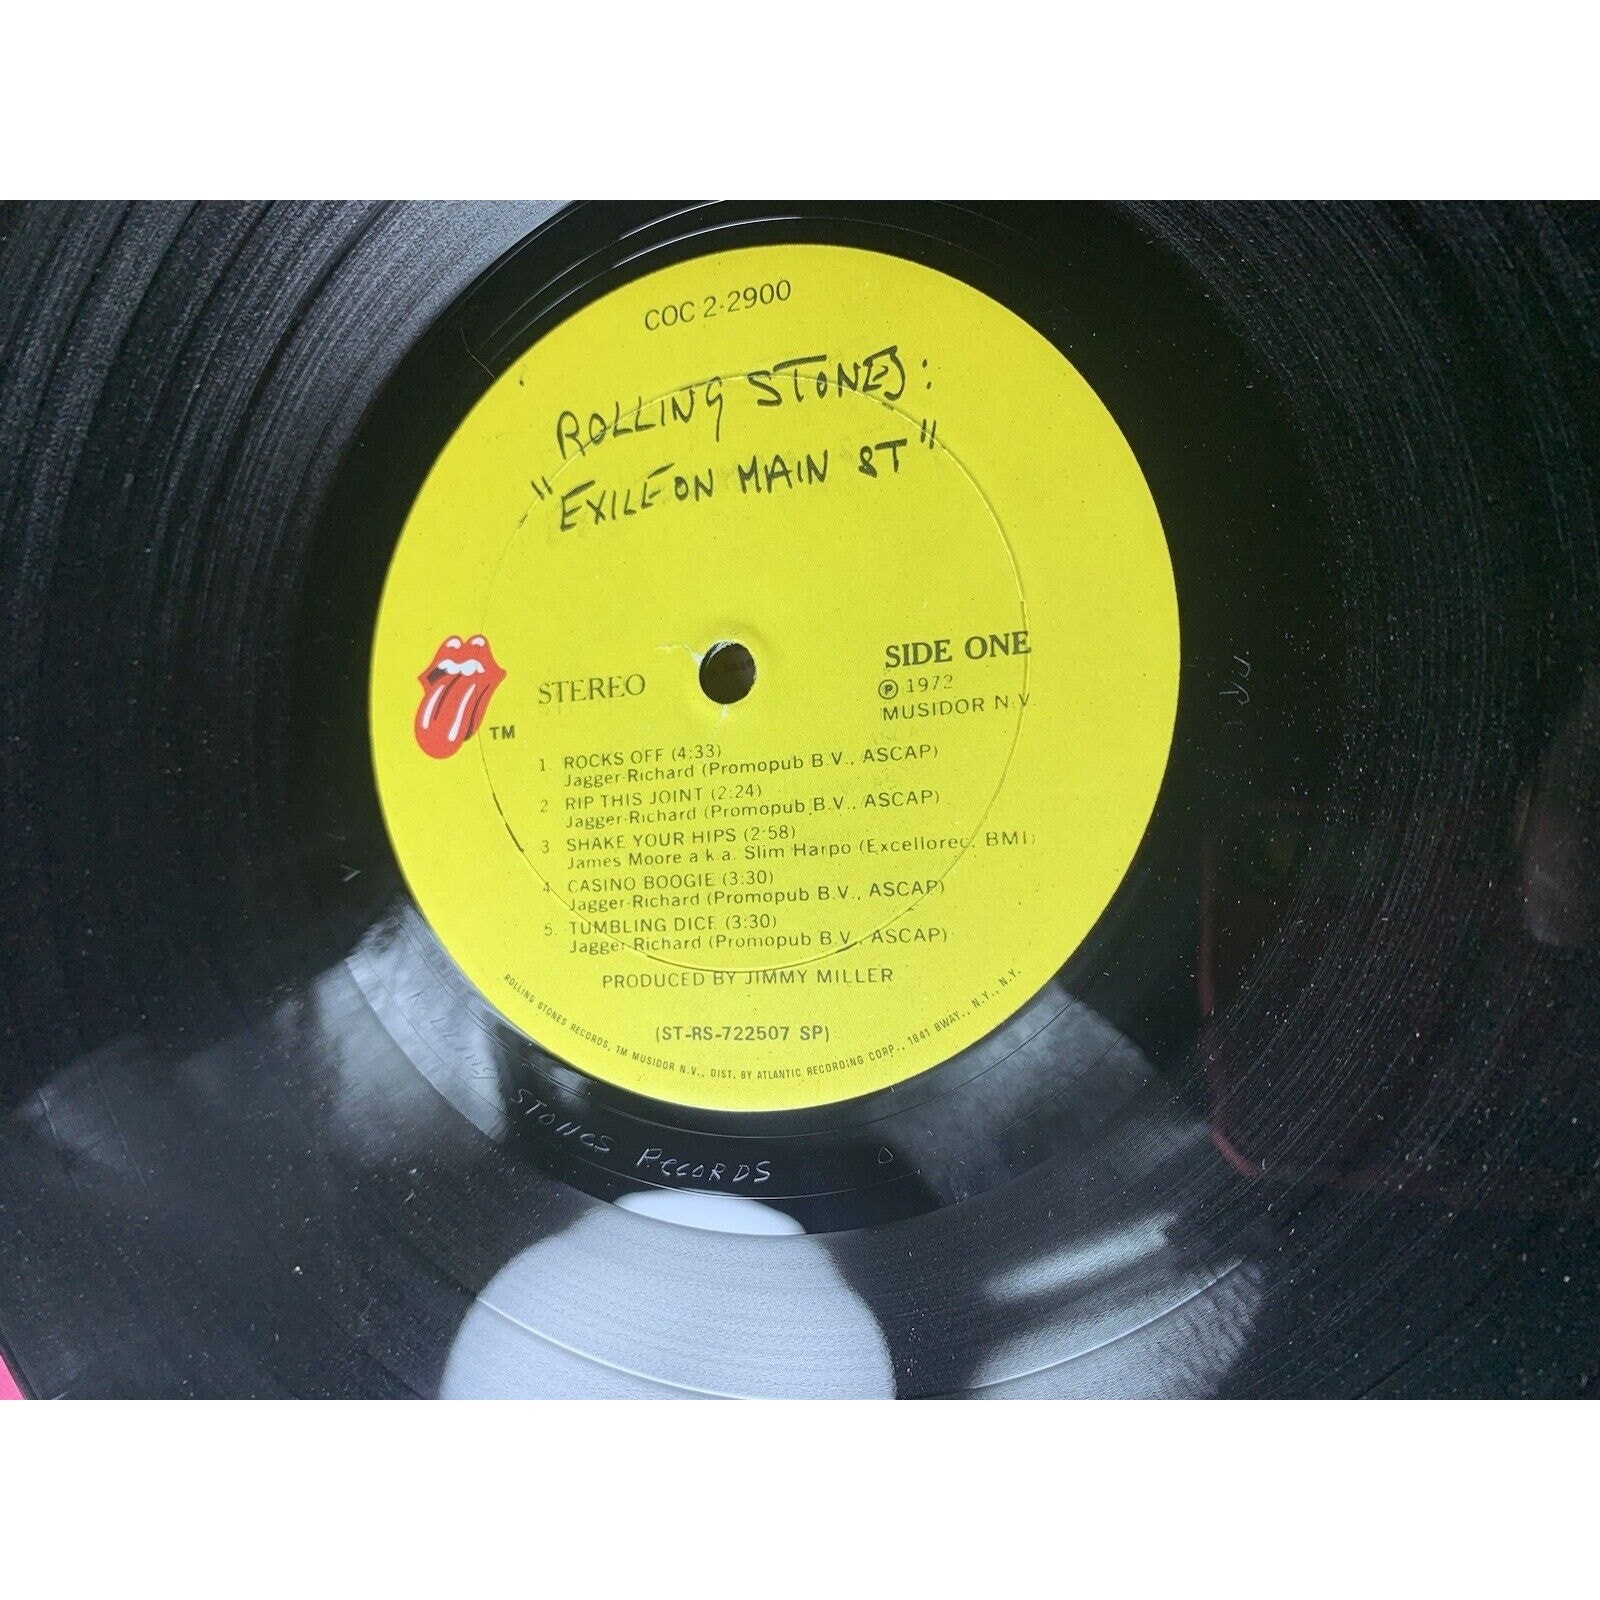 COC 2-2900
ROLLING STONES:
"EXILE ON MAIN ST"
SIDE ONE
STEREO
℗ 1972
MUSIDOR N.V.
TM
1. ROCKS OFF (4:33)
Jagger-Richard (Promopub B.V., ASCAP)
2. RIP THIS JOINT (2:24)
Jagger-Richard (Promopub B.V., ASCAP)
3. SHAKE YOUR HIPS (2:58)
James Moore a.k.a. Slim Harpo (Excellorec, BMI)
4. CASINO BOOGIE (3:30)
Jagger-Richard (Promopub B.V., ASCAP)
5. TUMBLING DICE (3:30)
Jagger-Richard (Promopub B.V., ASCAP)
PRODUCED BY JIMMY MILLER
(ST-RS-722507 SP)
ROLLING STONES RECORDS, TM MUSIDOR N.V., DIST. BY ATLANTIC RECORDING CORP., 1841 BWAY., N.Y., N.Y.
STONES RECORDS